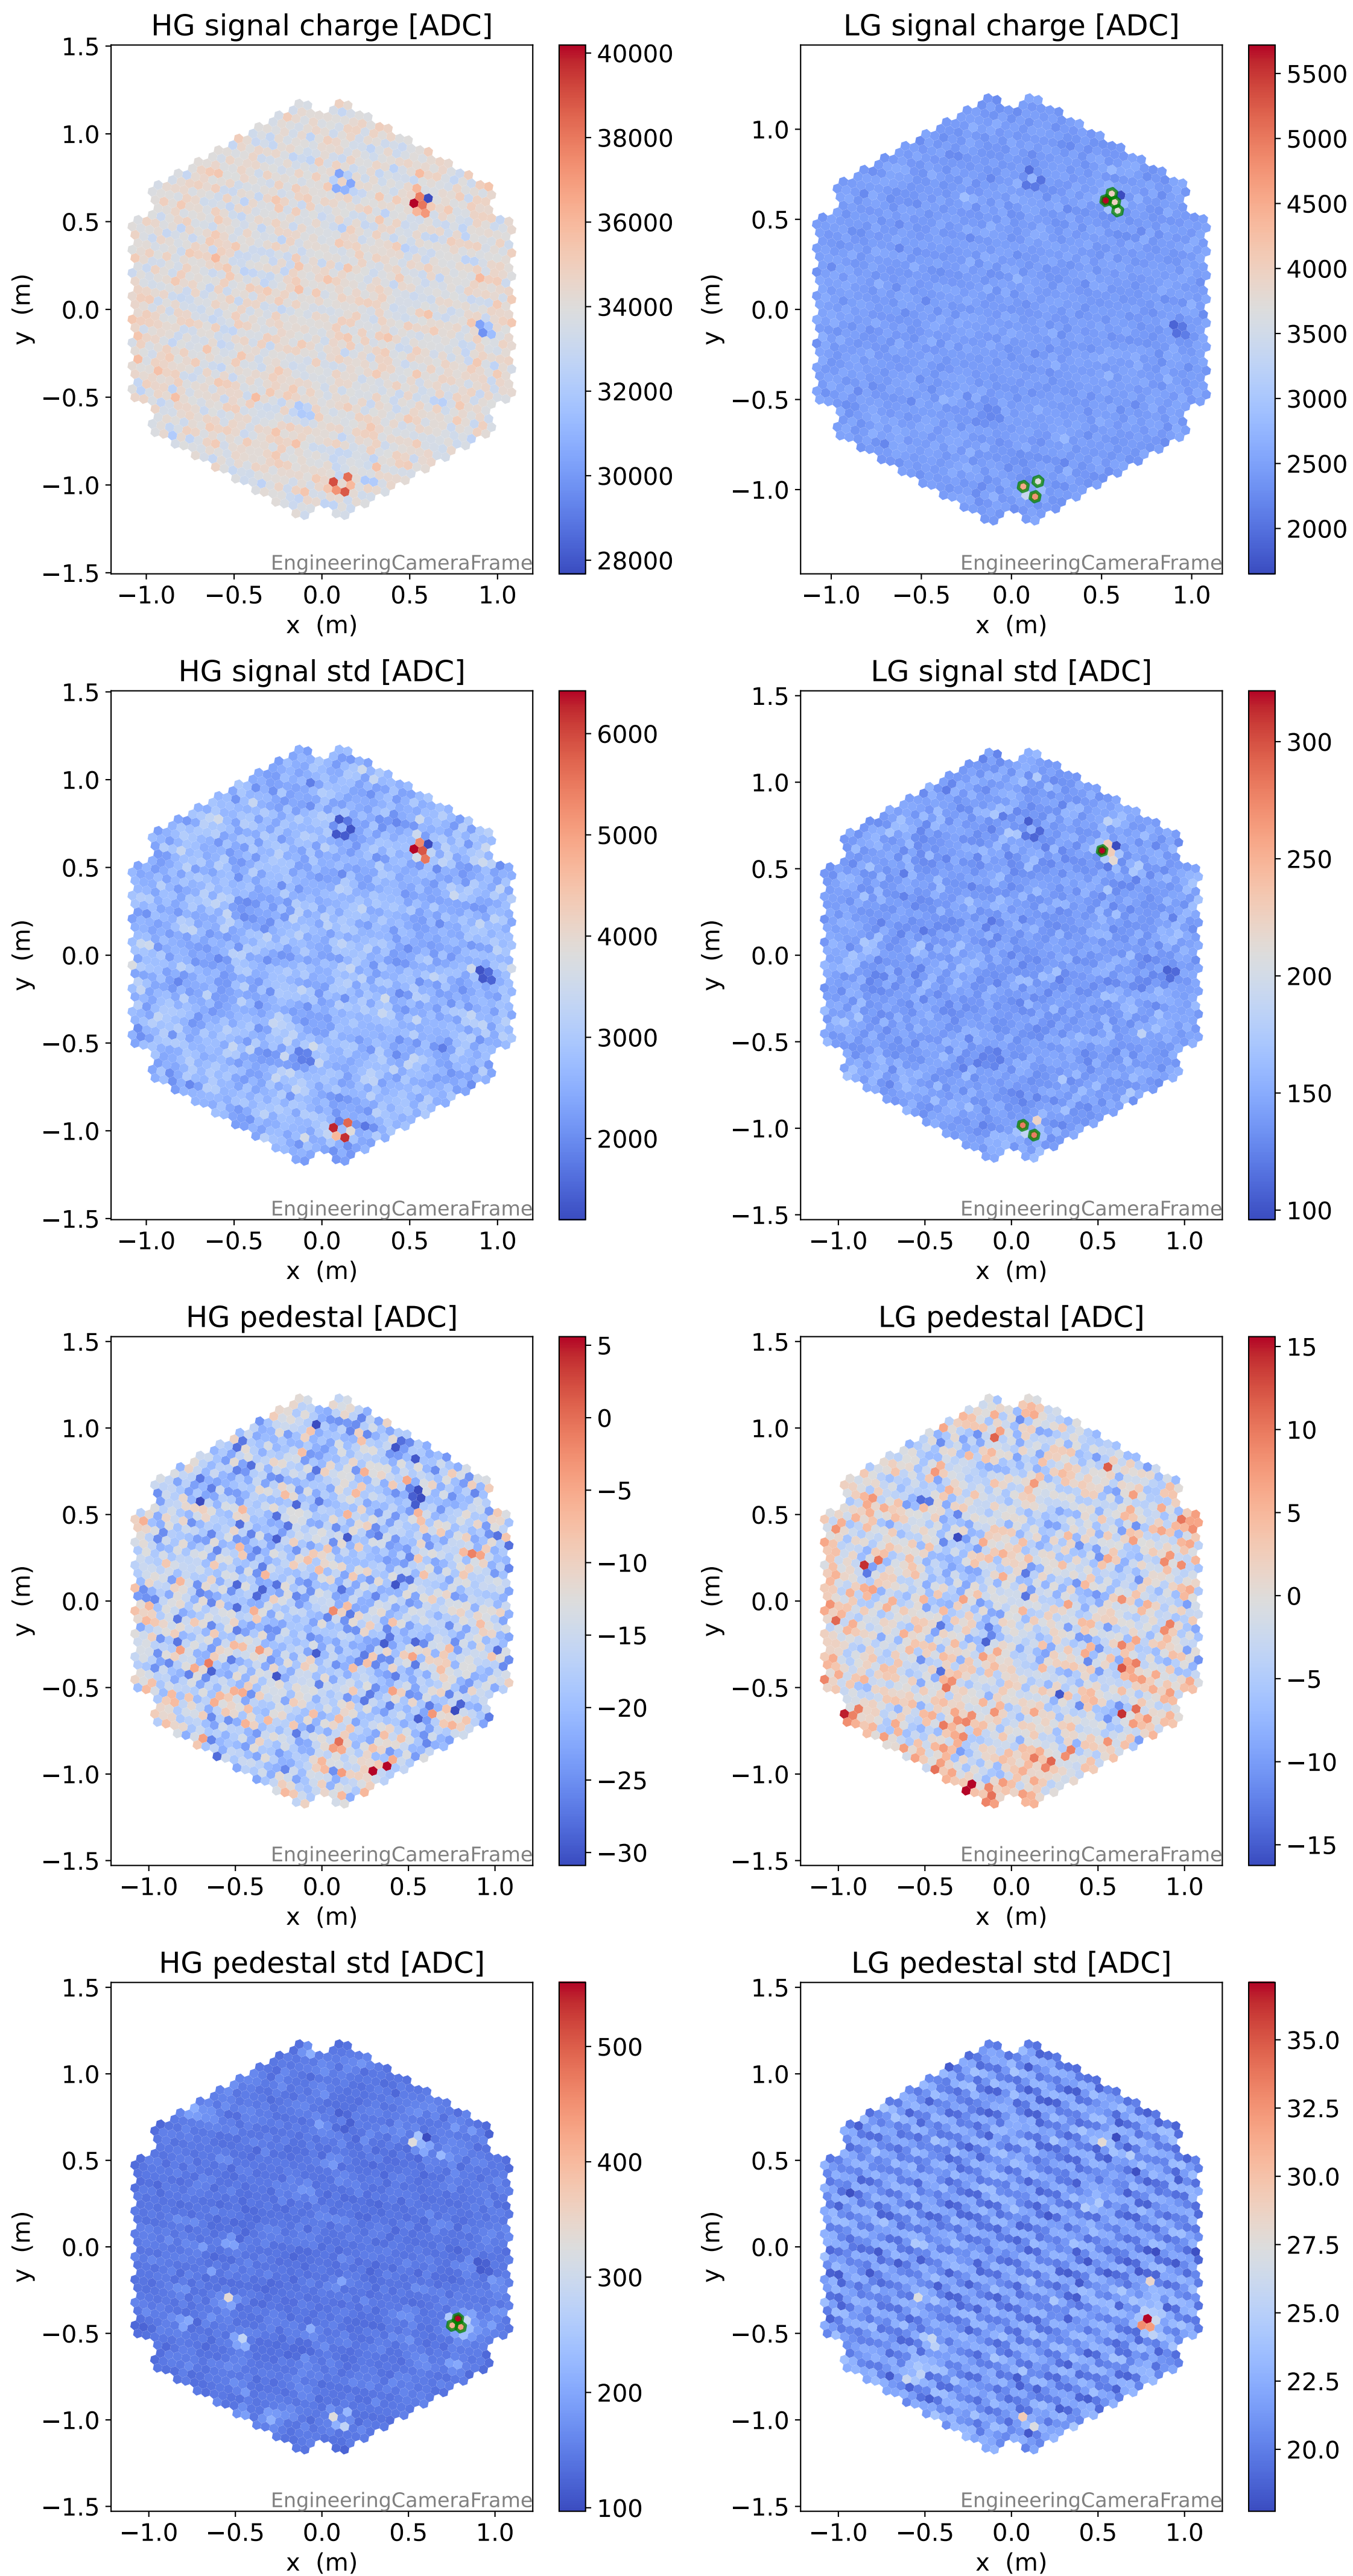 HG signal charge [ADC]
1.5
1.0
0.5
0.0
−0.5
−1.0
−1.5
y (m)
−1.0 −0.5 0.0 0.5 1.0
x (m)
EngineeringCameraFrame
40000
38000
36000
34000
32000
30000
28000
LG signal charge [ADC]
1.0
0.5
0.0
−0.5
−1.0
y (m)
−1.0 −0.5 0.0 0.5 1.0
x (m)
EngineeringCameraFrame
5500
5000
4500
4000
3500
3000
2500
2000
HG signal std [ADC]
1.5
1.0
0.5
0.0
−0.5
−1.0
−1.5
y (m)
−1.0 −0.5 0.0 0.5 1.0
x (m)
EngineeringCameraFrame
6000
5000
4000
3000
2000
LG signal std [ADC]
1.5
1.0
0.5
0.0
−0.5
−1.0
−1.5
y (m)
−1.0 −0.5 0.0 0.5 1.0
x (m)
EngineeringCameraFrame
300
250
200
150
100
HG pedestal [ADC]
1.5
1.0
0.5
0.0
−0.5
−1.0
−1.5
y (m)
−1.0 −0.5 0.0 0.5 1.0
x (m)
EngineeringCameraFrame
5
0
−5
−10
−15
−20
−25
−30
LG pedestal [ADC]
1.5
1.0
0.5
0.0
−0.5
−1.0
−1.5
y (m)
−1.0 −0.5 0.0 0.5 1.0
x (m)
EngineeringCameraFrame
15
10
5
0
−5
−10
−15
HG pedestal std [ADC]
1.5
1.0
0.5
0.0
−0.5
−1.0
−1.5
y (m)
−1.0 −0.5 0.0 0.5 1.0
x (m)
EngineeringCameraFrame
500
400
300
200
100
LG pedestal std [ADC]
1.5
1.0
0.5
0.0
−0.5
−1.0
−1.5
y (m)
−1.0 −0.5 0.0 0.5 1.0
x (m)
EngineeringCameraFrame
35.0
32.5
30.0
27.5
25.0
22.5
20.0